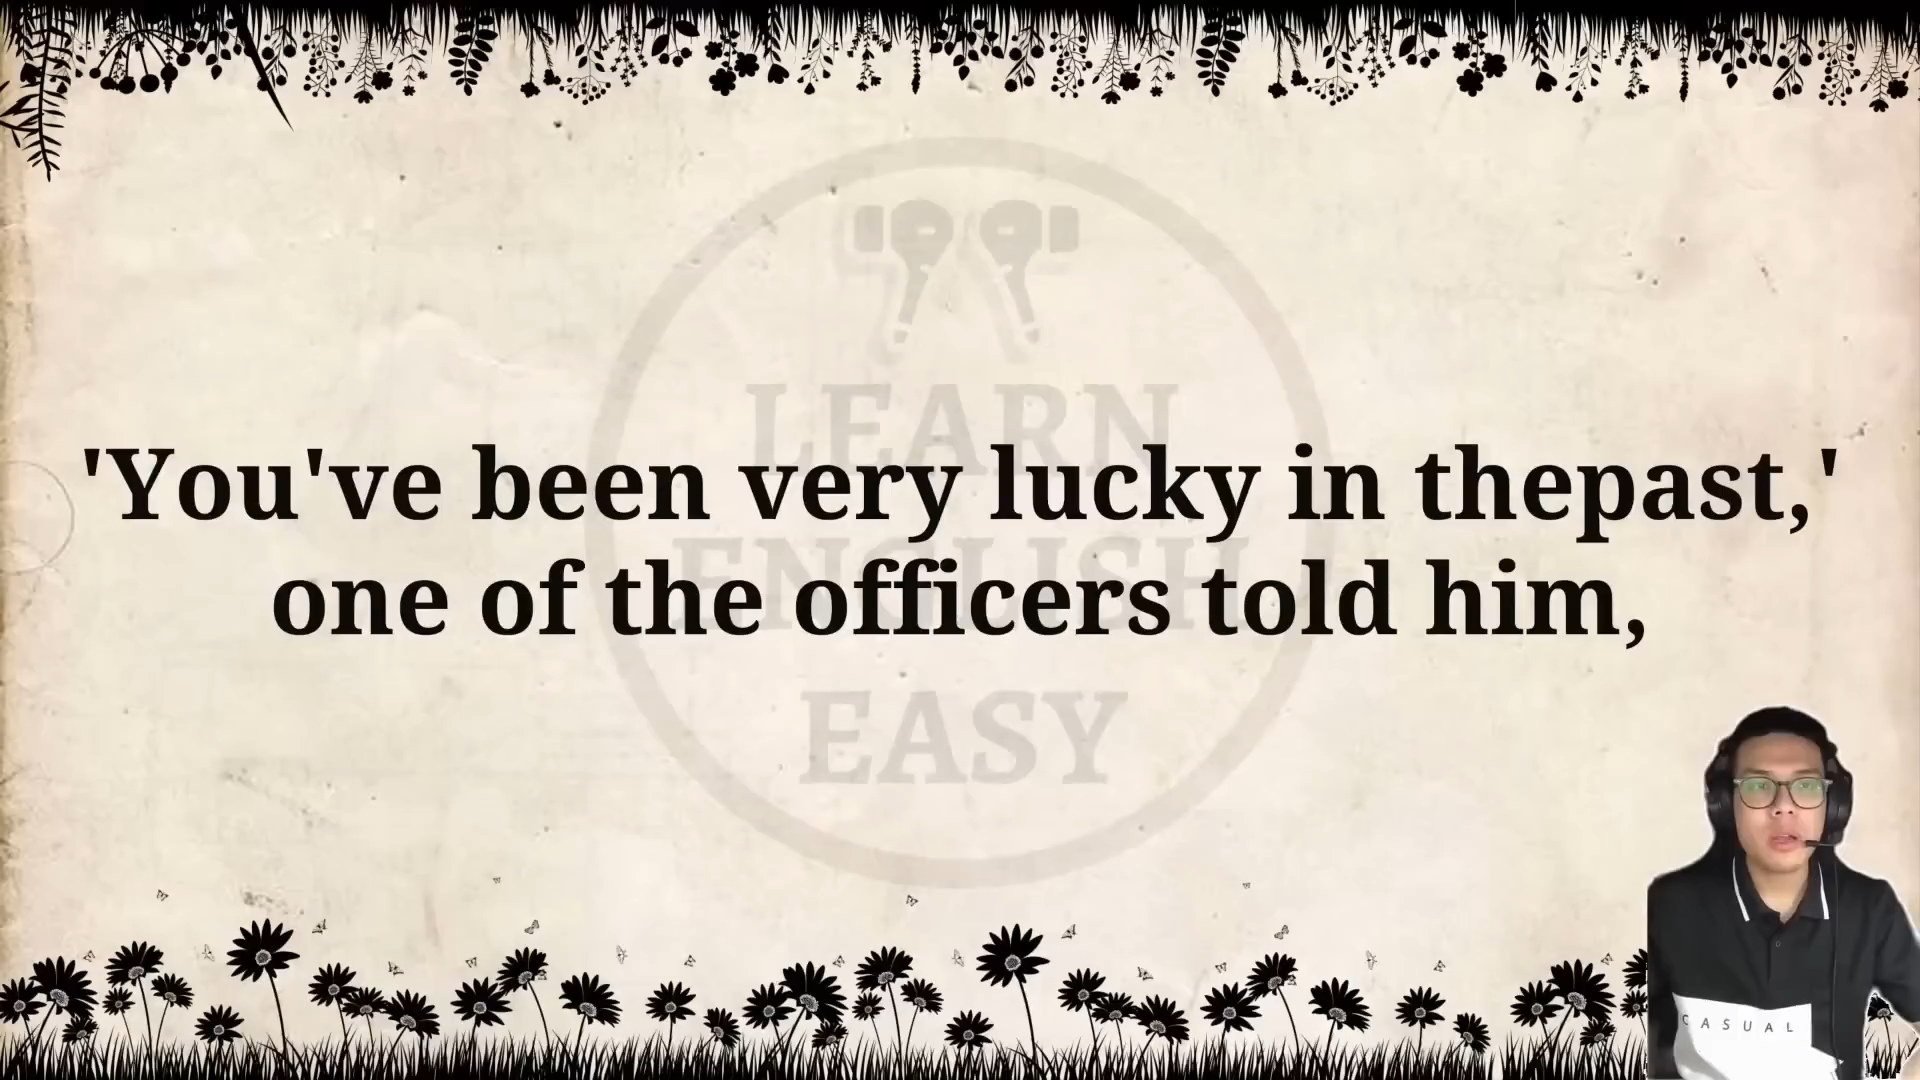 LEARN
'You've been very lucky in thepast,'
ENGLISH
one of the officers told him,
EASY
CASUAL